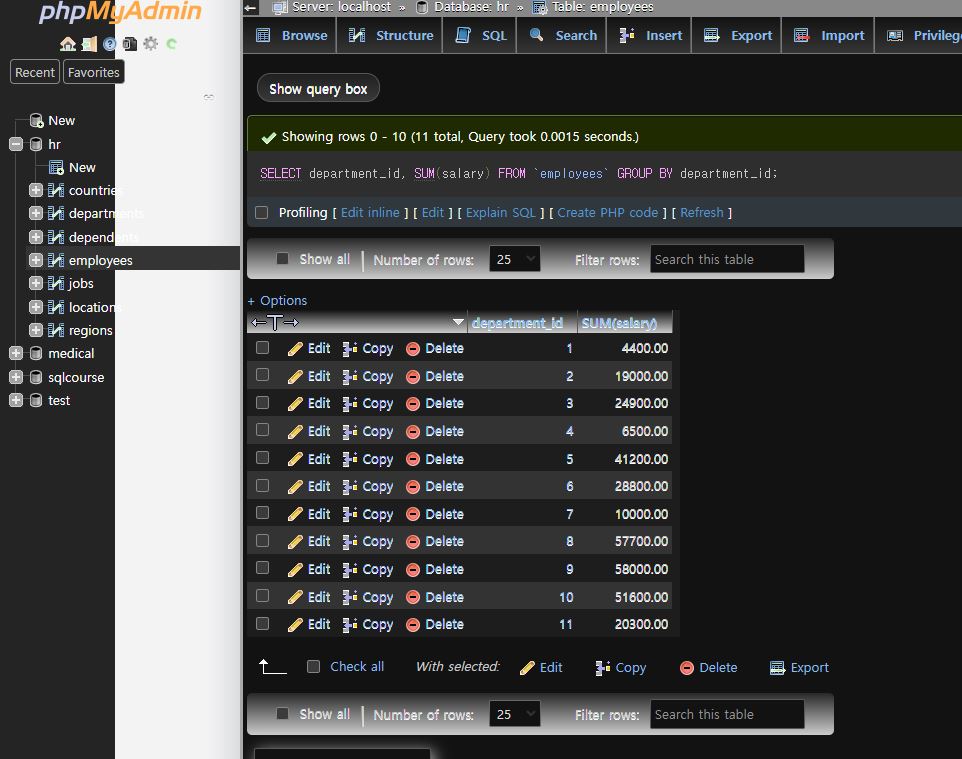 phpMyAdmin
Recent Favorites
New
hr
New
countries
departments
dependents
employees
jobs
locations
regions
medical
sqlcourse
test
Server: localhost » Database: hr » Table: employees
Browse Structure SQL Search Insert Export Import
Show query box
Showing rows 0 - 10 (11 total, Query took 0.0015 seconds.)
SELECT department_id, SUM(salary) FROM `employees` GROUP BY department_id;
Profiling [ Edit inline ] [ Edit ] [ Explain SQL ] [ Create PHP code ] [ Refresh ]
Show all Number of rows: 25 Filter rows: Search this table
+ Options
←T→ department_id SUM(salary)
Edit Copy Delete 1 4400.00
Edit Copy Delete 2 19000.00
Edit Copy Delete 3 24900.00
Edit Copy Delete 4 6500.00
Edit Copy Delete 5 41200.00
Edit Copy Delete 6 28800.00
Edit Copy Delete 7 10000.00
Edit Copy Delete 8 57700.00
Edit Copy Delete 9 58000.00
Edit Copy Delete 10 51600.00
Edit Copy Delete 11 20300.00
Check all With selected: Edit Copy Delete Export
Show all Number of rows: 25 Filter rows: Search this table